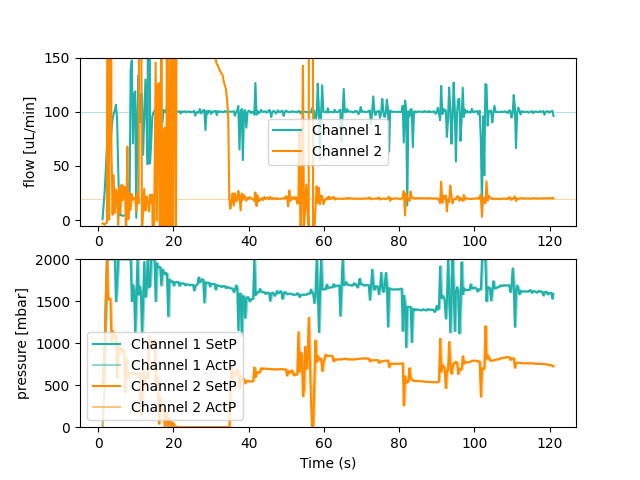 flow [uL/min]
150
100
50
0
Channel 1
Channel 2
0
20
40
60
80
100
120
pressure [mbar]
2000
1500
1000
500
0
Channel 1 SetP
Channel 1 ActP
Channel 2 SetP
Channel 2 ActP
0
20
40
60
80
100
120
Time (s)